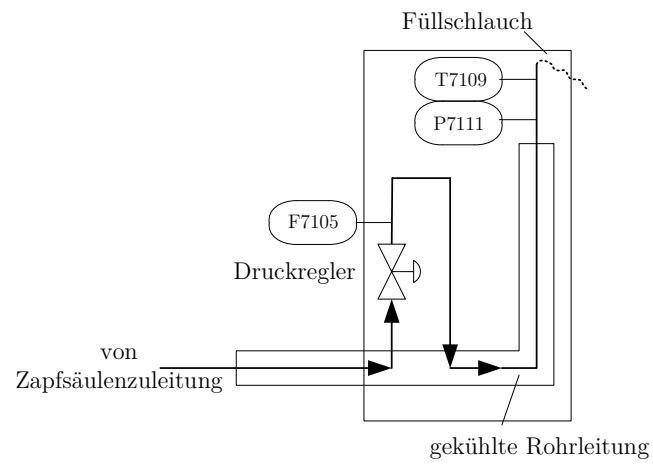 Füllschlauch
T7109
P7111
F7105
Druckregler
von
Zapfsäulenzuleitung
gekühlte Rohrleitung